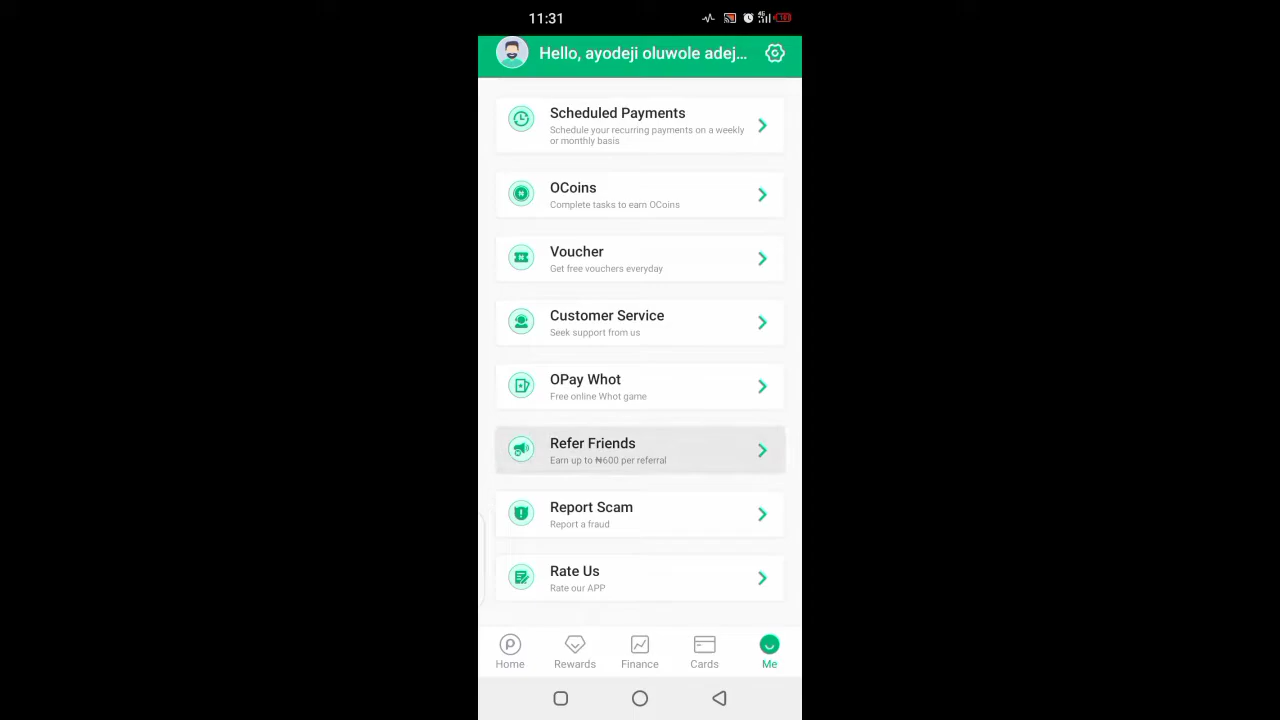 11:31
Hello, ayodeji oluwole adej...
Scheduled Payments
Schedule your recurring payments on a weekly
or monthly basis
OCoins
Complete tasks to earn OCoins
Voucher
Get free vouchers everyday
Customer Service
Seek support from us
OPay Whot
Free online Whot game
Refer Friends
Earn up to ₦600 per referral
Report Scam
Report a fraud
Rate Us
Rate our APP
Home Rewards Finance Cards Me